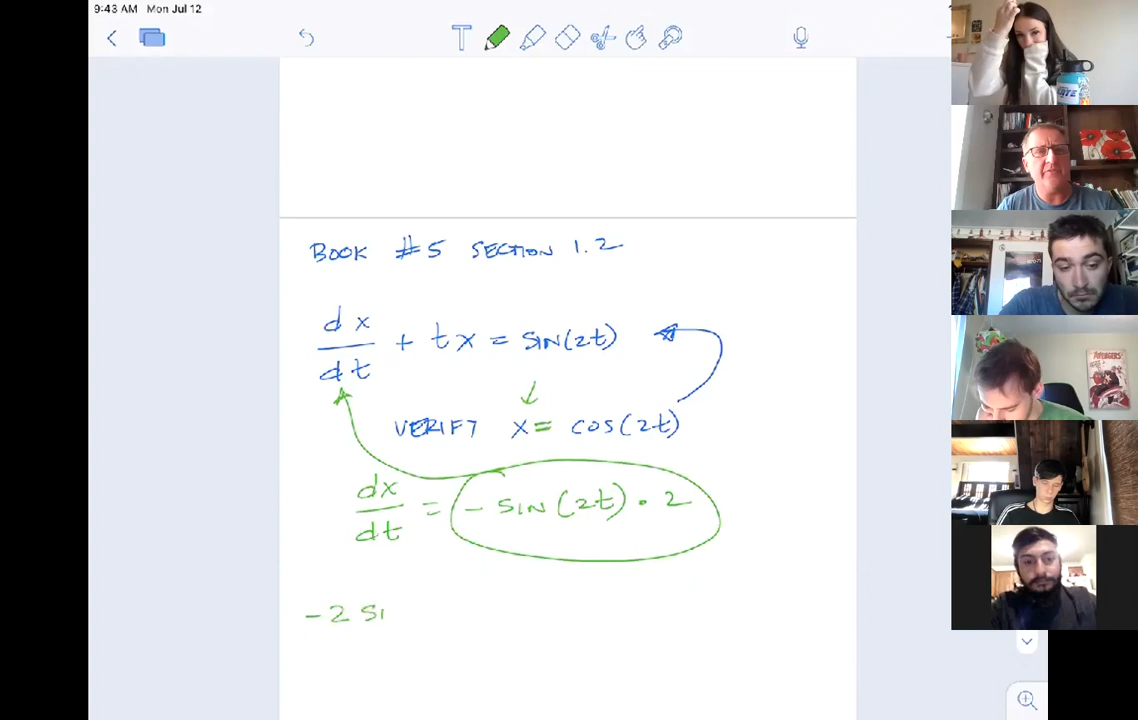 9:43 AM Mon Jul 12
BOOK #5 SECTION 1.2
dx/dt + tx = SIN(2t)
VERIFY x = cos(2t)
dx/dt = - SIN(2t) • 2
-2 SI